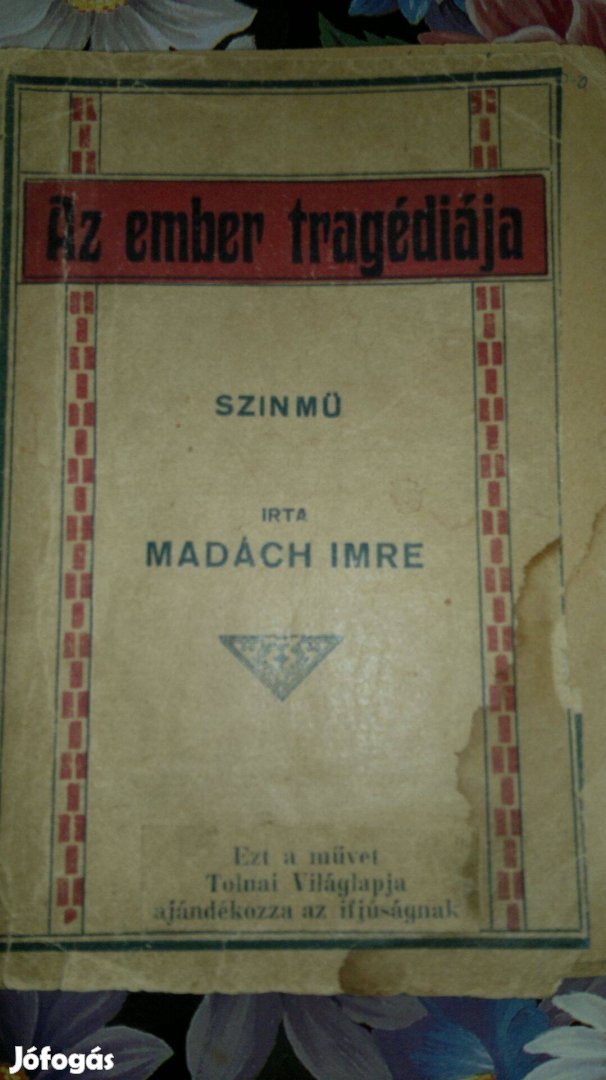 Az ember tragédiája
SZINMŰ
IRTA
MADÁCH IMRE
Ezt a művet
Tolnai Világlapja
ajándékozza az ifjúságnak
Jófogás